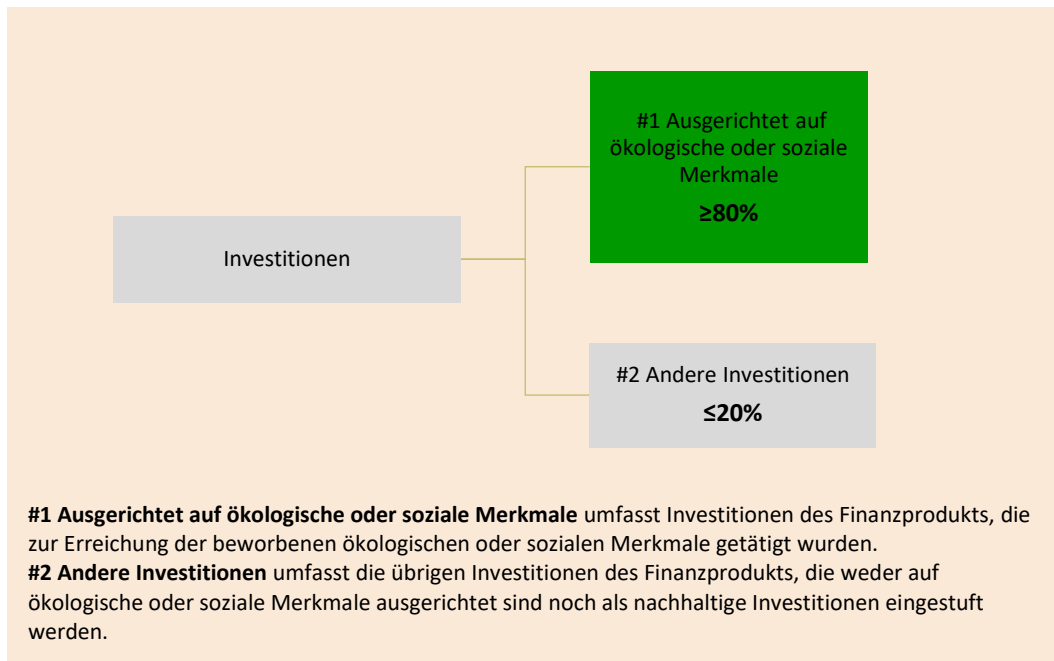 #1 Ausgerichtet auf
ökologische oder soziale
Merkmale
≥80%
Investitionen
#2 Andere Investitionen
≤20%
#1 Ausgerichtet auf ökologische oder soziale Merkmale umfasst Investitionen des Finanzprodukts, die
zur Erreichung der beworbenen ökologischen oder sozialen Merkmale getätigt wurden.
#2 Andere Investitionen umfasst die übrigen Investitionen des Finanzprodukts, die weder auf
ökologische oder soziale Merkmale ausgerichtet sind noch als nachhaltige Investitionen eingestuft
werden.